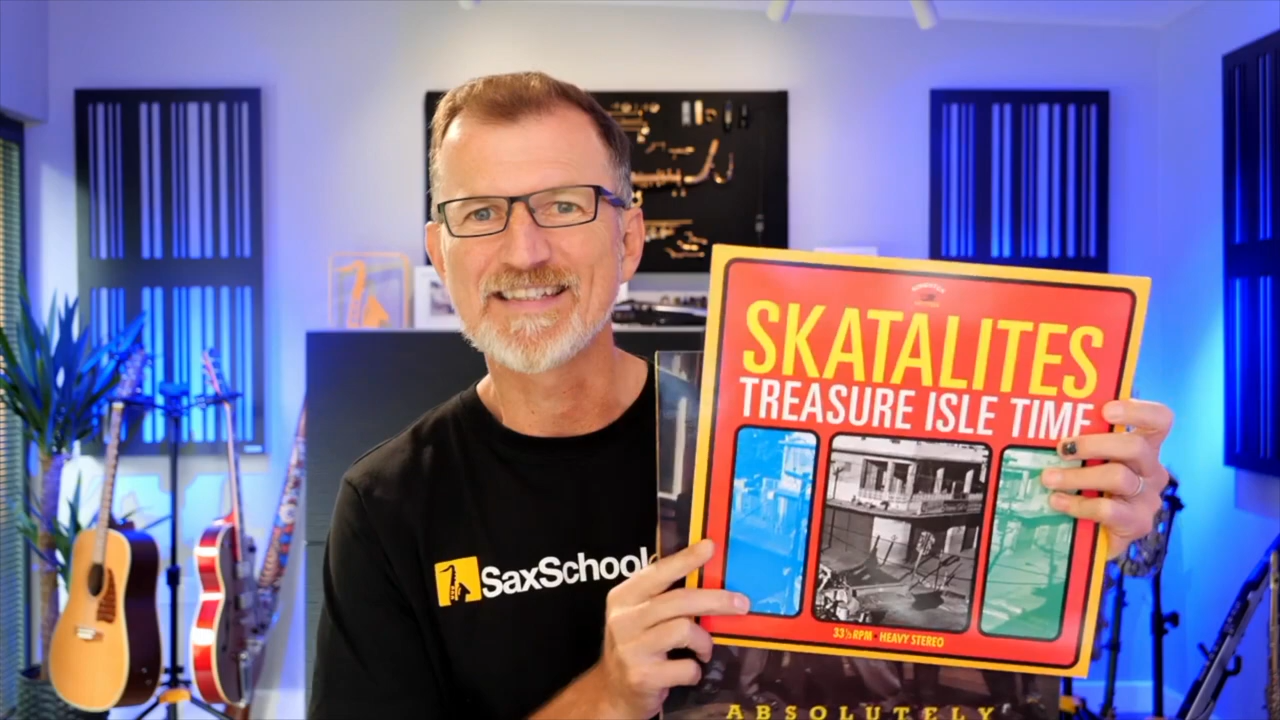 SKATALITES
TREASURE ISLE TIME
33⅓ RPM • HEAVY STEREO
SaxSchool
ABSOLUTELY